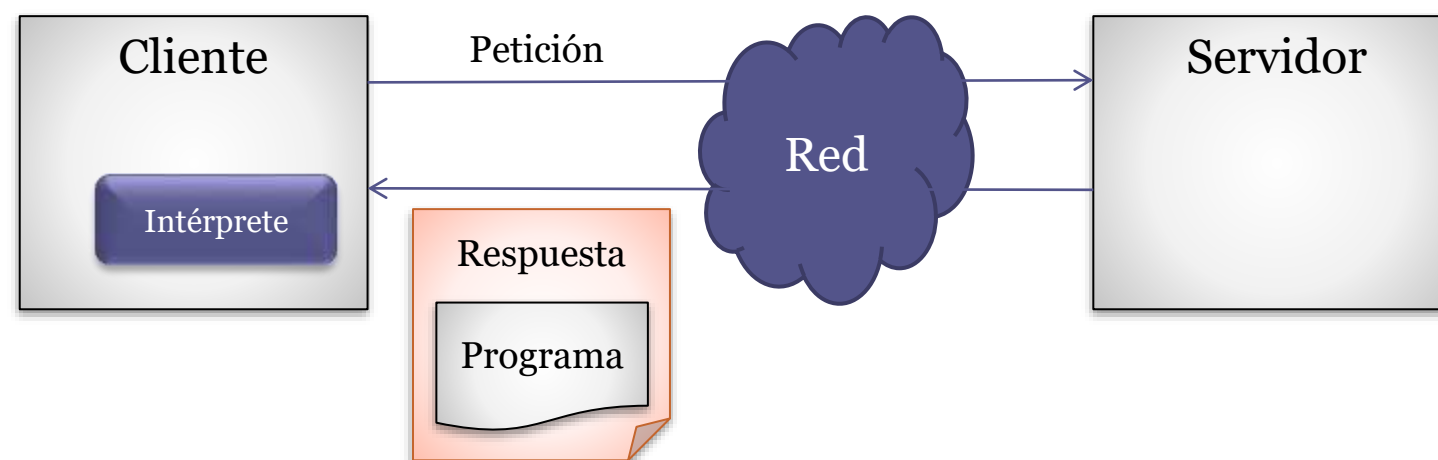 Cliente
Petición
Servidor
Red
Intérprete
Respuesta
Programa